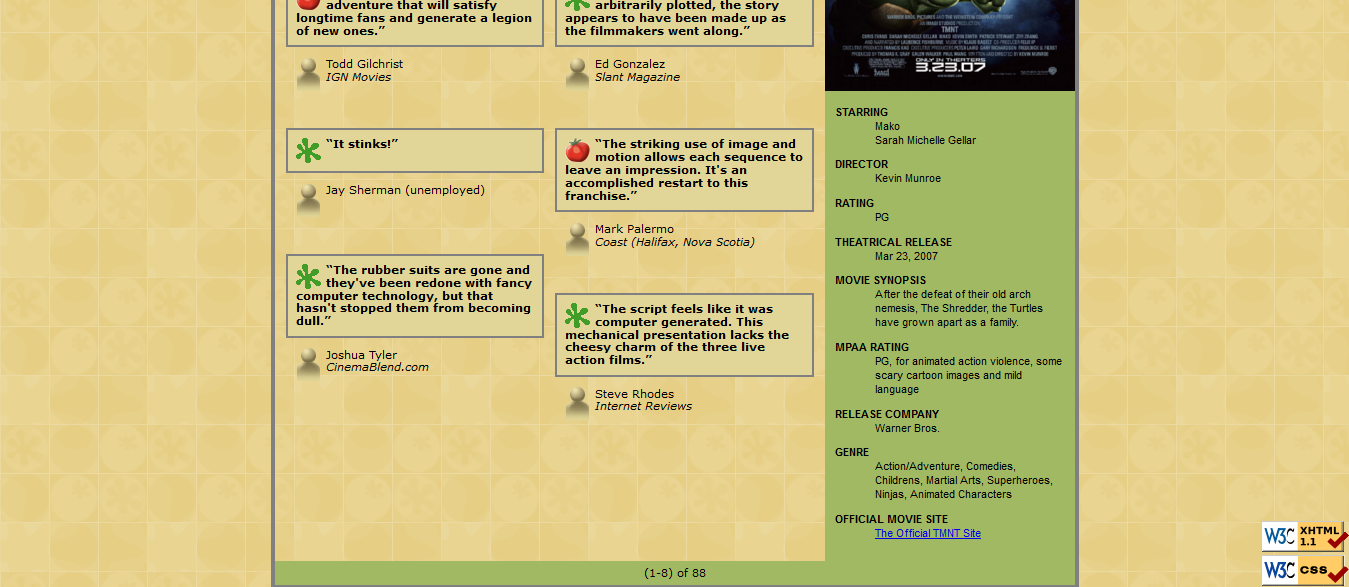 adventure that will satisfy
longtime fans and generate a legion
of new ones.”
Todd Gilchrist
IGN Movies
“It stinks!”
Jay Sherman (unemployed)
“The rubber suits are gone and
they've been redone with fancy
computer technology, but that
hasn't stopped them from becoming
dull.”
Joshua Tyler
CinemaBlend.com
arbitrarily plotted, the story
appears to have been made up as
the filmmakers went along.”
Ed Gonzalez
Slant Magazine
“The striking use of image and
motion allows each sequence to
leave an impression. It's an
accomplished restart to this
franchise.”
Mark Palermo
Coast (Halifax, Nova Scotia)
“The script feels like it was
computer generated. This
mechanical presentation lacks the
cheesy charm of the three live
action films.”
Steve Rhodes
Internet Reviews
TMNT
ONLY IN THEATERS
3.23.07
STARRING
Mako
Sarah Michelle Gellar
DIRECTOR
Kevin Munroe
RATING
PG
THEATRICAL RELEASE
Mar 23, 2007
MOVIE SYNOPSIS
After the defeat of their old arch
nemesis, The Shredder, the Turtles
have grown apart as a family.
MPAA RATING
PG, for animated action violence, some
scary cartoon images and mild
language
RELEASE COMPANY
Warner Bros.
GENRE
Action/Adventure, Comedies,
Childrens, Martial Arts, Superheroes,
Ninjas, Animated Characters
OFFICIAL MOVIE SITE
The Official TMNT Site
(1-8) of 88
W3C XHTML
1.1
W3C css